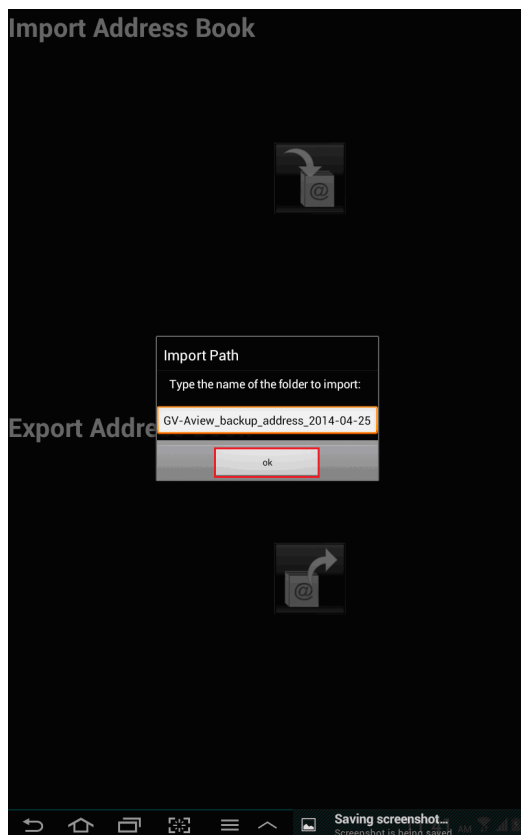 Import Address Book
Import Path
Type the name of the folder to import:
GV-Aview_backup_address_2014-04-25
Export Addre
ok
Saving screenshot...
Screenshot is being saved
AM